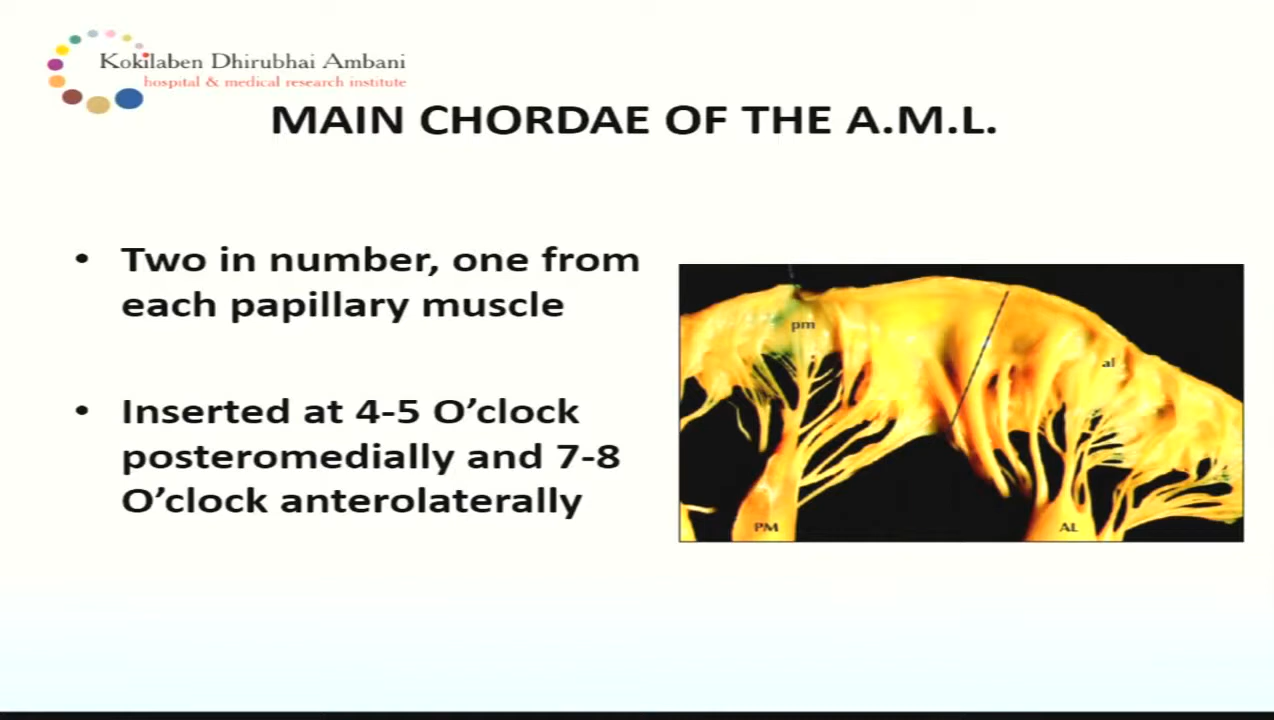 Kokilaben Dhirubhai Ambani
hospital & medical research institute
MAIN CHORDAE OF THE A.M.L.
• Two in number, one from
each papillary muscle
• Inserted at 4-5 O’clock
posteromedially and 7-8
O’clock anterolaterally
pm
al
PM
AL